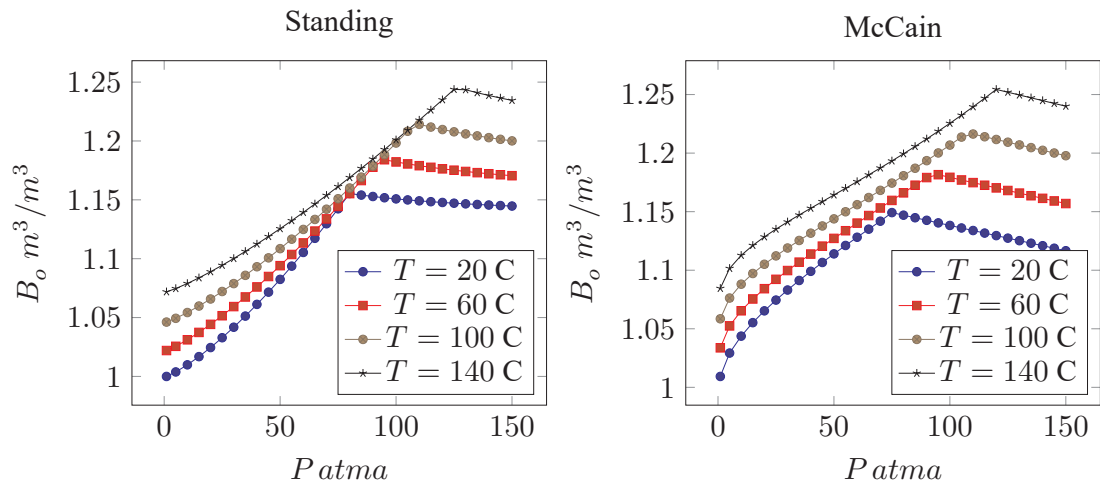 Standing
B_o m^3/m^3
1.25
1.2
1.15
1.1
1.05
1
T = 20 C
T = 60 C
T = 100 C
T = 140 C
0 50 100 150
P atma
McCain
B_o m^3/m^3
1.25
1.2
1.15
1.1
1.05
1
T = 20 C
T = 60 C
T = 100 C
T = 140 C
0 50 100 150
P atma